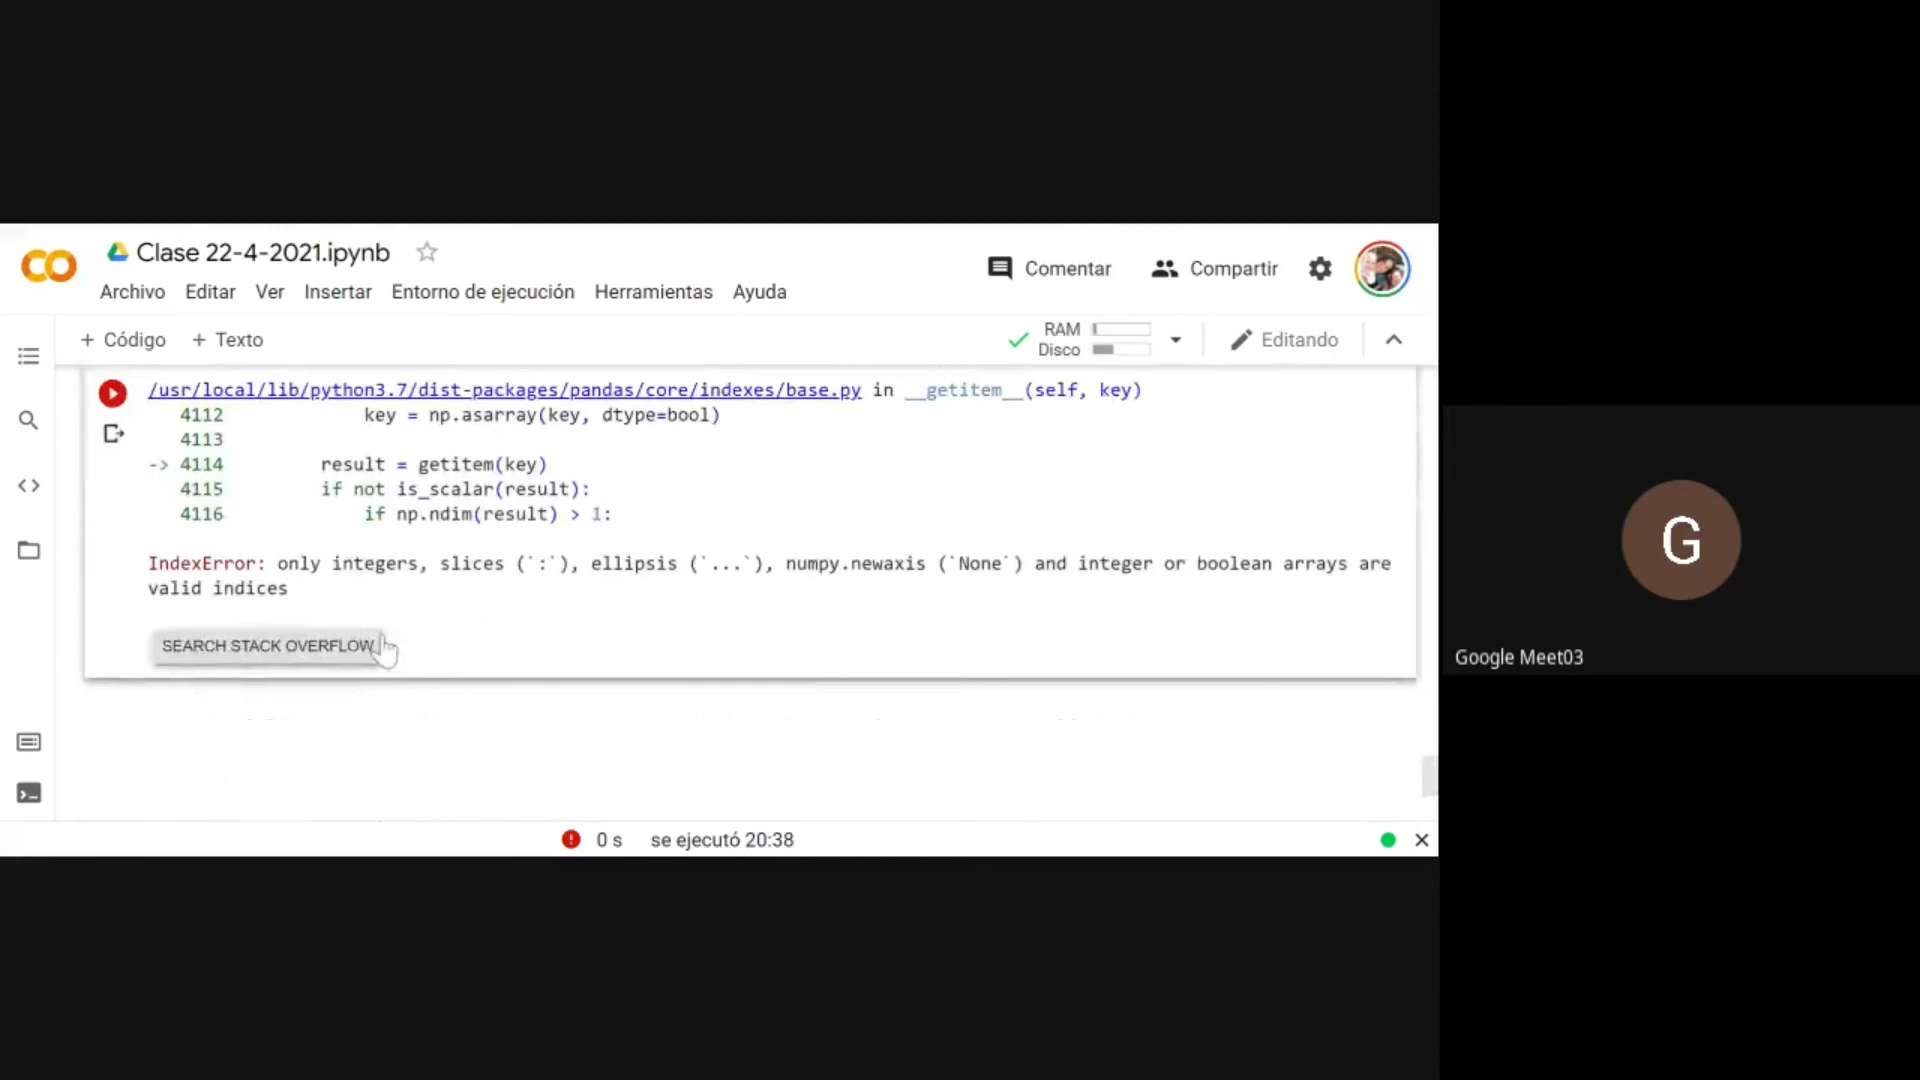 Clase 22-4-2021.ipynb
Comentar
Compartir
Archivo Editar Ver Insertar Entorno de ejecución Herramientas Ayuda
+ Código + Texto
RAM
Disco
Editando
/usr/local/lib/python3.7/dist-packages/pandas/core/indexes/base.py in __getitem__(self, key)
4112 key = np.asarray(key, dtype=bool)
4113
-> 4114 result = getitem(key)
4115 if not is_scalar(result):
4116 if np.ndim(result) > 1:
IndexError: only integers, slices (`:`), ellipsis (`...`), numpy.newaxis (`None`) and integer or boolean arrays are
valid indices
SEARCH STACK OVERFLOW
0 s se ejecutó 20:38
G
Google Meet03